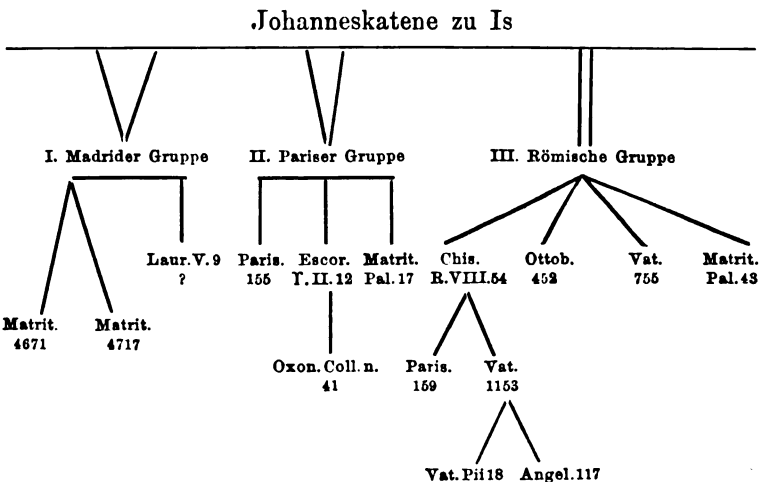 Johanneskatene zu Is
I. Madrider Gruppe
II. Pariser Gruppe
III. Römische Gruppe
Laur. V. 9
?
Paris.
155
Escor.
Υ. II. 12
Matrit.
Pal. 17
Chis.
R. VIII. 54
Ottob.
452
Vat.
755
Matrit.
Pal. 43
Matrit.
4671
Matrit.
4717
Oxon. Coll. n.
41
Paris.
159
Vat.
1153
Vat. Pii 18
Angel. 117